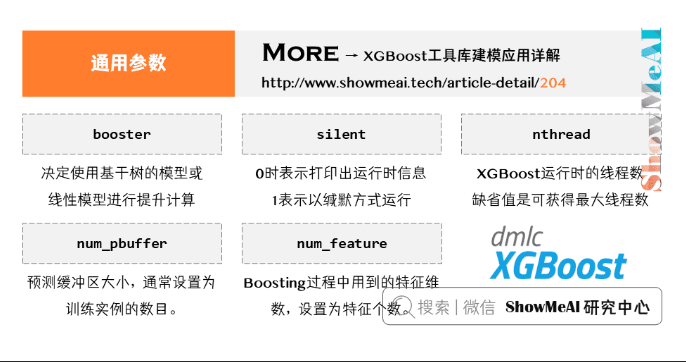 通用参数
MORE → XGBoost工具库建模应用详解
http://www.showmeai.tech/article-detail/204
ShowMeAI
booster
silent
nthread
决定使用基于树的模型或
线性模型进行提升计算
0时表示打印出运行时信息
1表示以缄默方式运行
XGBoost运行时的线程数
缺省值是可获得最大线程数
num_pbuffer
num_feature
预测缓冲区大小，通常设置为
训练实例的数目。
Boosting过程中用到的特征维
数，设置为特征个数。
dmlc
XGBoost
搜索 | 微信 ShowMeAI 研究中心